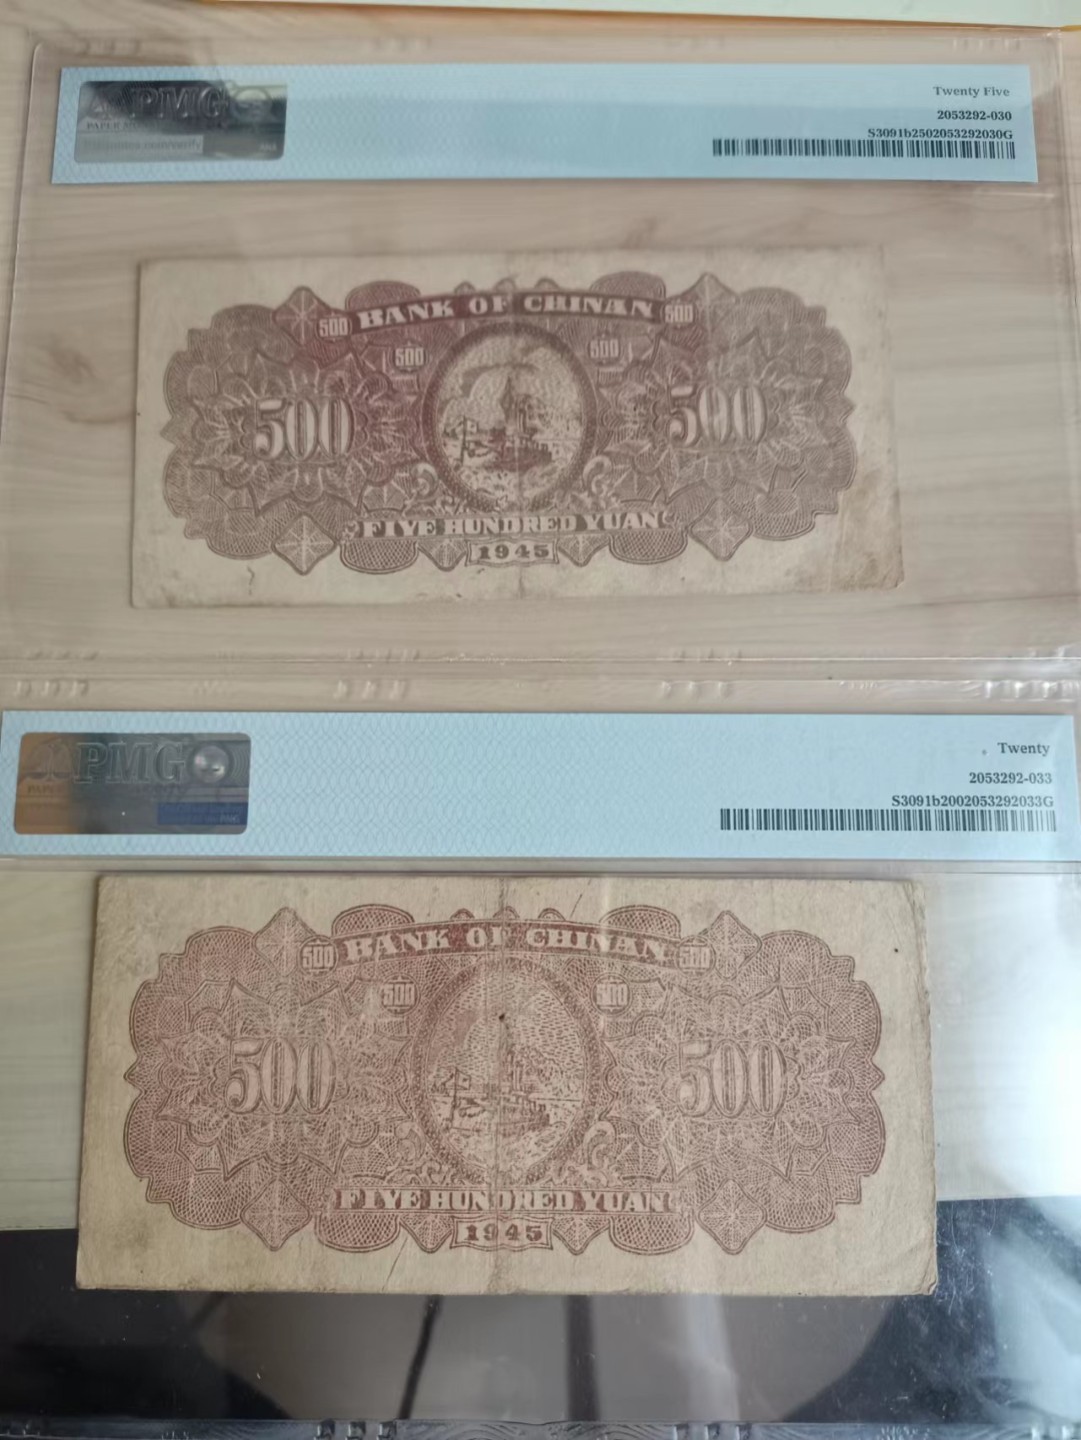 PMG
Twenty Five
2053292-030
S3091b2502053292030G
500 BANK OF CHINAN 500
500 500
500 500
FIVE HUNDRED YUAN
1945
PMG
Twenty
2053292-033
S3091b2002053292033G
500 BANK OF CHINAN 500
500 500
500 500
FIVE HUNDRED YUAN
1945